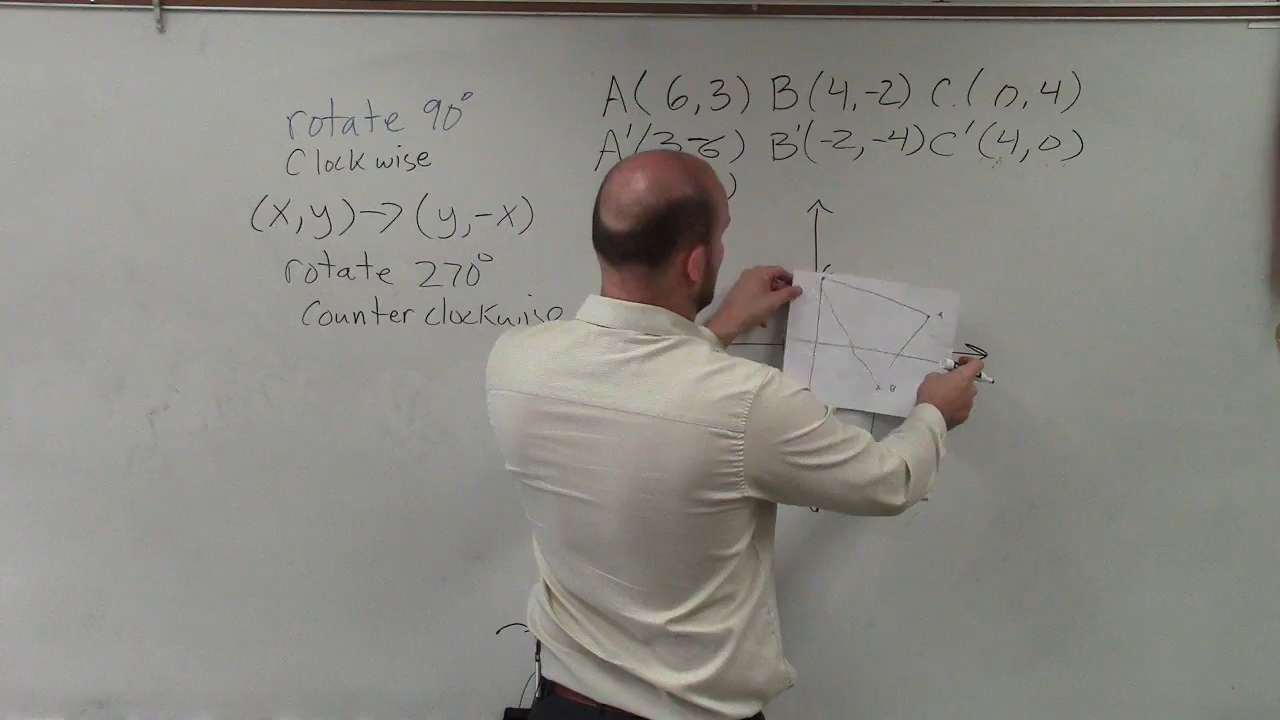 rotate 90°
Clockwise
(x,y)->(y,-x)
rotate 270°
Counter clockwise
A(6,3) B(4,-2) C(0,4)
A'(3,-6) B'(-2,-4) C'(4,0)
)
C
A
B